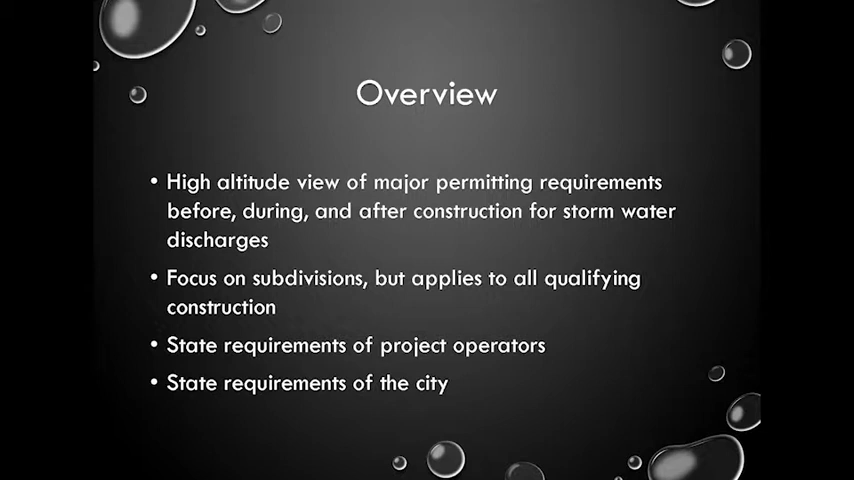 Overview
• High altitude view of major permitting requirements
before, during, and after construction for storm water
discharges
• Focus on subdivisions, but applies to all qualifying
construction
• State requirements of project operators
• State requirements of the city